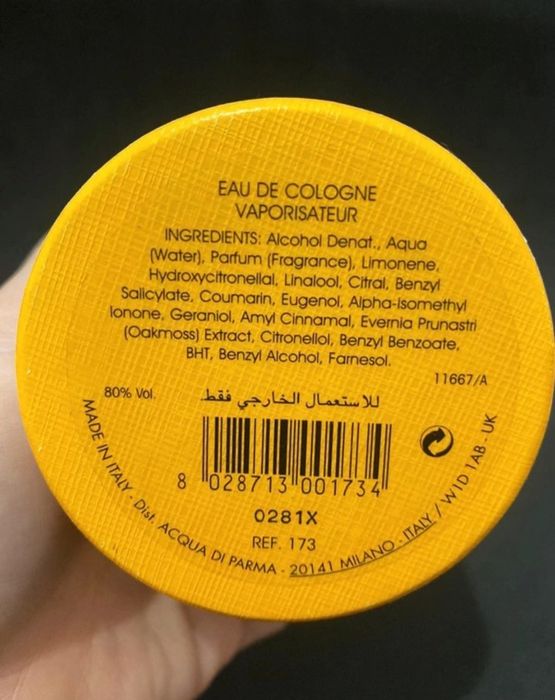 EAU DE COLOGNE
VAPORISATEUR
INGREDIENTS: Alcohol Denat., Aqua
(Water), Parfum (Fragrance), Limonene,
Hydroxycitronellal, Linalool, Citral, Benzyl
Salicylate, Coumarin, Eugenol, Alpha-Isomethyl
Ionone, Geraniol, Amyl Cinnamal, Evernia Prunastri
(Oakmoss) Extract, Citronellol, Benzyl Benzoate,
BHT, Benzyl Alcohol, Farnesol.
11667/A
80% Vol.
للاستعمال الخارجي فقط
8 028713 001734
0281X
REF. 173
MADE IN ITALY - Dist. ACQUA DI PARMA - 20141 MILANO - ITALY / W1D 1AB - UK